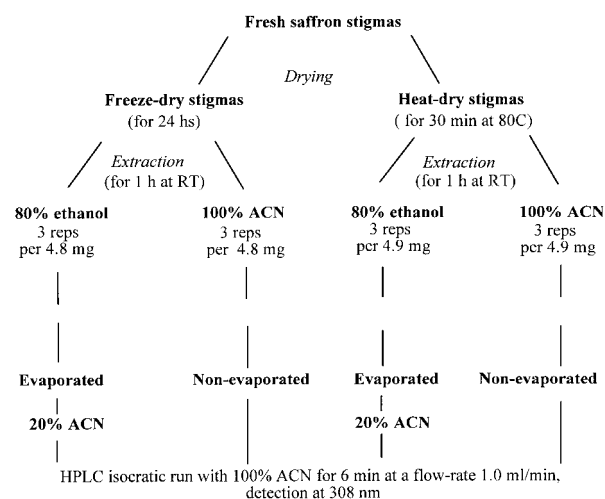 Fresh saffron stigmas
Drying
Freeze-dry stigmas
(for 24 hs)
Heat-dry stigmas
( for 30 min at 80C)
Extraction
(for 1 h at RT)
Extraction
(for 1 h at RT)
80% ethanol
3 reps
per 4.8 mg
100% ACN
3 reps
per 4.8 mg
80% ethanol
3 reps
per 4.9 mg
100% ACN
3 reps
per 4.9 mg
Evaporated
Non-evaporated
Evaporated
Non-evaporated
20% ACN
20% ACN
HPLC isocratic run with 100% ACN for 6 min at a flow-rate 1.0 ml/min,
detection at 308 nm